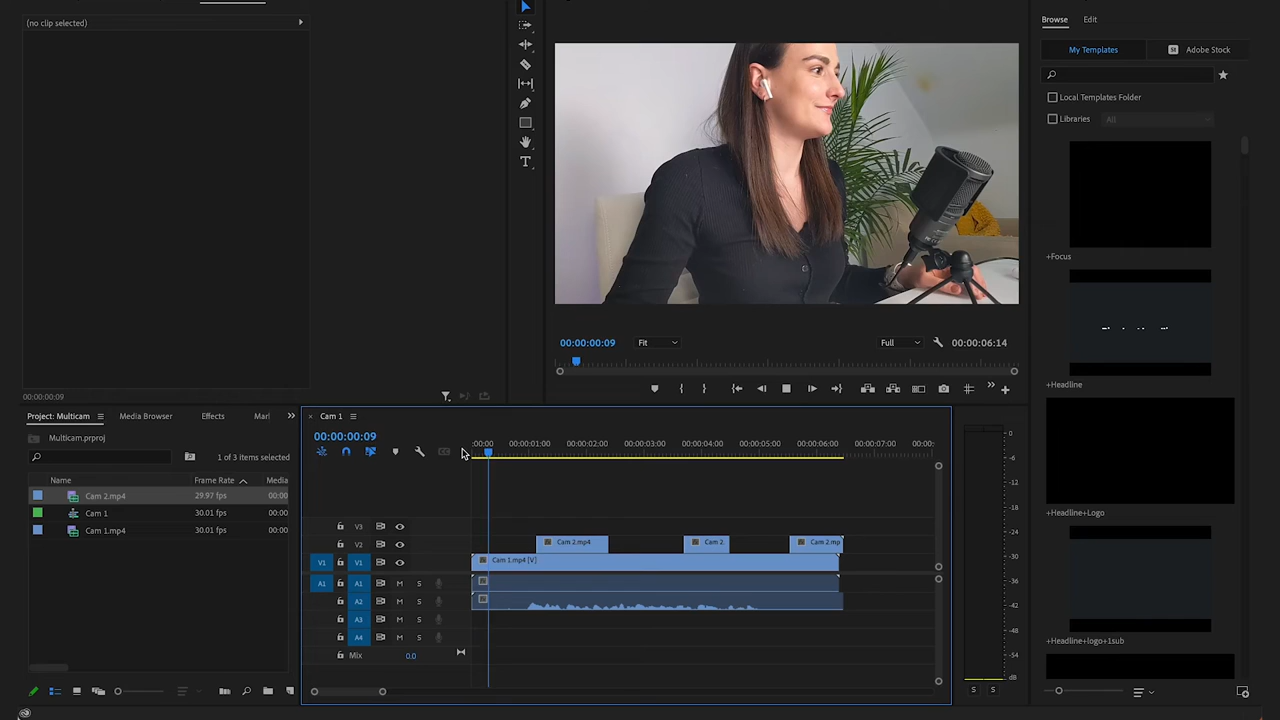 (no clip selected)
Browse
Edit
My Templates
St
Adobe Stock
Local Templates Folder
Libraries
All
+Focus
+Headline
+Headline+Logo
+Headline+logo+1sub
00:00:00:09
Fit
Full
00:00:06:14
00:00:00:09
Project: Multicam
Media Browser
Effects
Marl
Multicam.prproj
1 of 3 items selected
Name
Frame Rate
Media
Cam 2.mp4
29.97 fps
00:00
Cam 1
30.01 fps
00:00
Cam 1.mp4
30.01 fps
00:00
Cam 1
00:00:00:09
:00:00
00:00:01:00
00:00:02:00
00:00:03:00
00:00:04:00
00:00:05:00
00:00:06:00
00:00:07:00
00:00:
V3
V2
Cam 2.mp4
Cam 2.
Cam 2.mp
V1
V1
Cam 1.mp4 [V]
A1
A1
M
S
A2
M
S
A3
M
S
A4
M
S
Mix
0.0
0
-6
-12
-18
-24
-30
-36
-42
-48
-54
dB
S
S